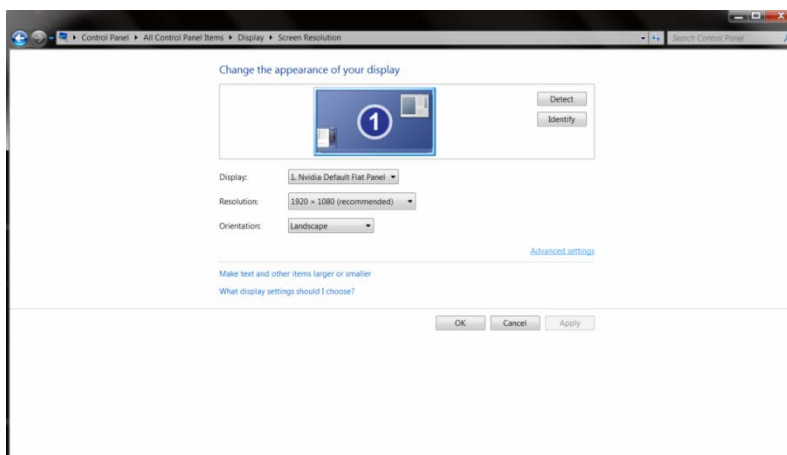 Control Panel ▸ All Control Panel Items ▸ Display ▸ Screen Resolution
Search Control Panel
Change the appearance of your display
1
Detect
Identify
Display: 1. Nvidia Default Flat Panel
Resolution: 1920 × 1080 (recommended)
Orientation: Landscape
Advanced settings
Make text and other items larger or smaller
What display settings should I choose?
OK Cancel Apply